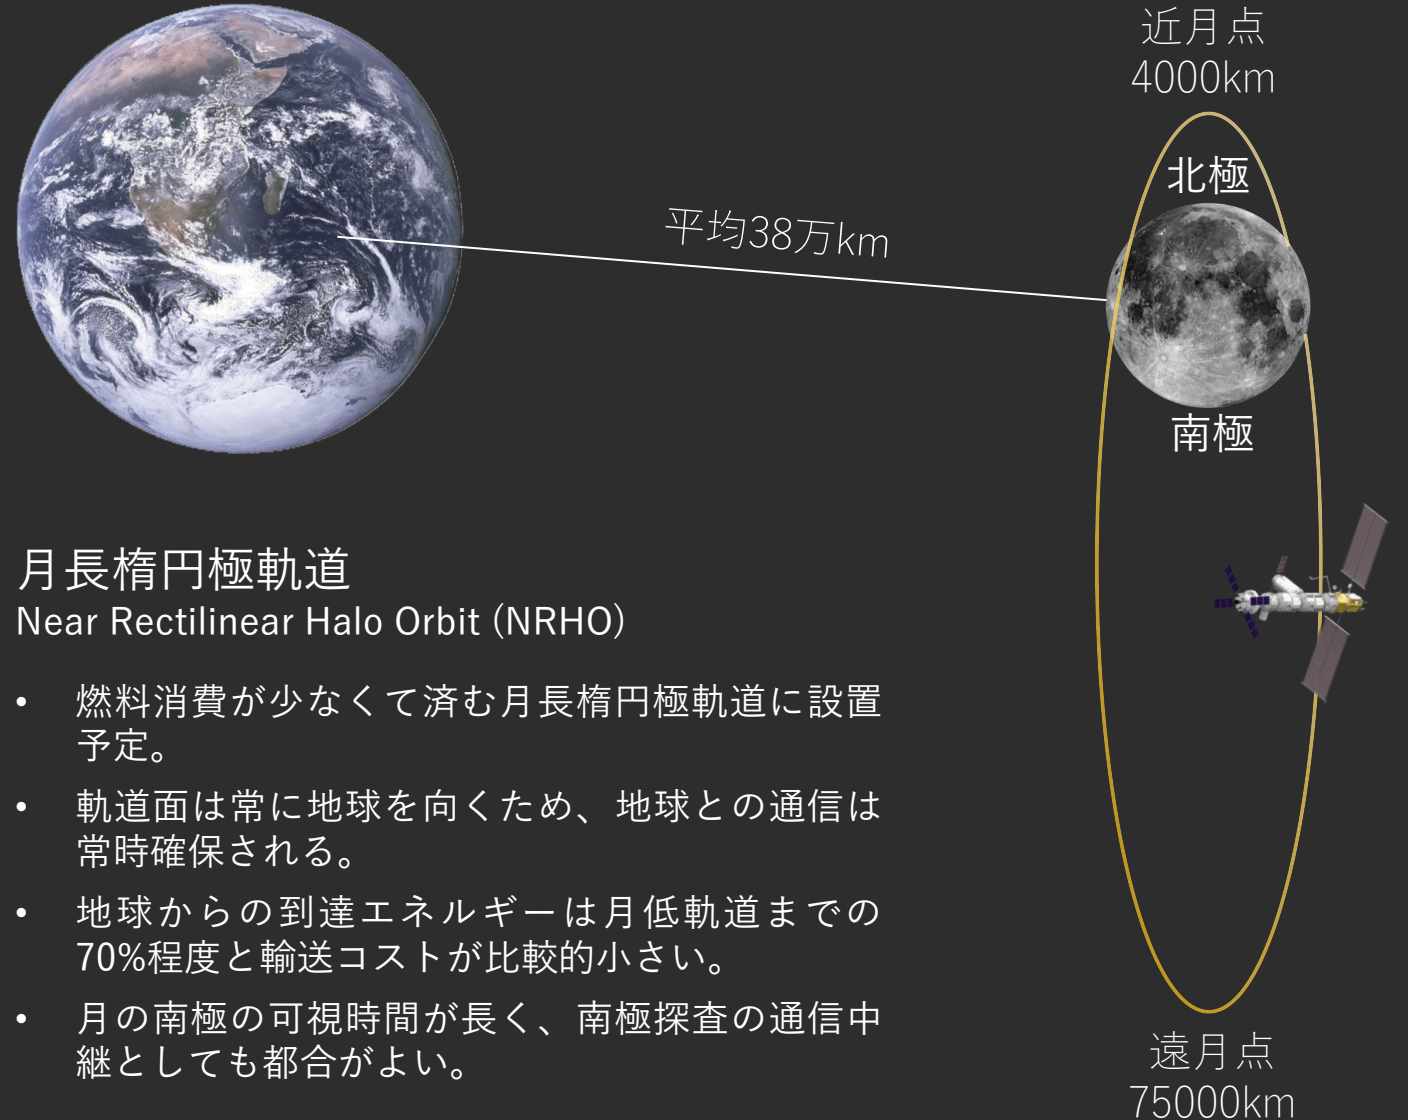 近月点
4000km
北極
平均38万km
南極
月長楕円極軌道
Near Rectilinear Halo Orbit (NRHO)
• 燃料消費が少なくて済む月長楕円極軌道に設置
予定。
• 軌道面は常に地球を向くため、地球との通信は
常時確保される。
• 地球からの到達エネルギーは月低軌道までの
70%程度と輸送コストが比較的小さい。
• 月の南極の可視時間が長く、南極探査の通信中
継としても都合がよい。
遠月点
75000km